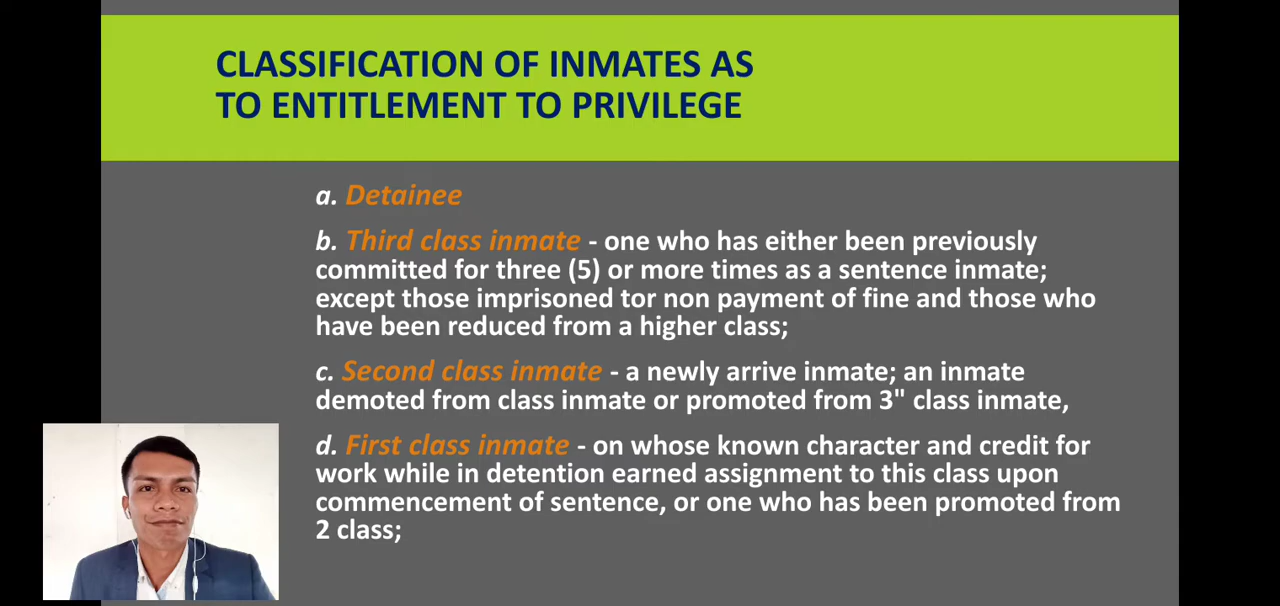 CLASSIFICATION OF INMATES AS
TO ENTITLEMENT TO PRIVILEGE
a. Detainee
b. Third class inmate - one who has either been previously
committed for three (5) or more times as a sentence inmate;
except those imprisoned tor non payment of fine and those who
have been reduced from a higher class;
c. Second class inmate - a newly arrive inmate; an inmate
demoted from class inmate or promoted from 3" class inmate,
d. First class inmate - on whose known character and credit for
work while in detention earned assignment to this class upon
commencement of sentence, or one who has been promoted from
2 class;